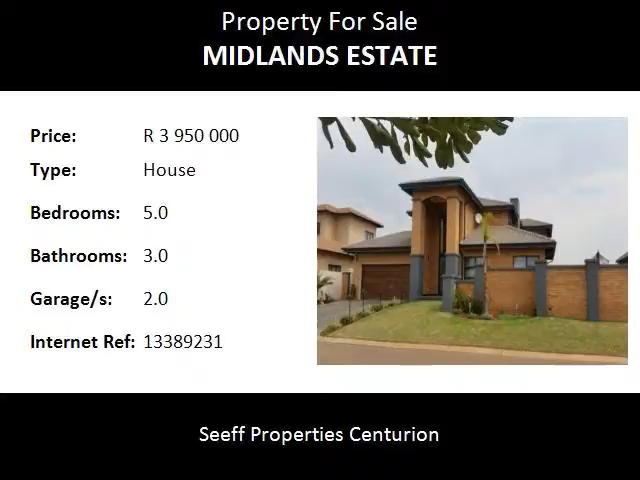 Property For Sale
MIDLANDS ESTATE
Price: R 3 950 000
Type: House
Bedrooms: 5.0
Bathrooms: 3.0
Garage/s: 2.0
Internet Ref: 13389231
Seeff Properties Centurion